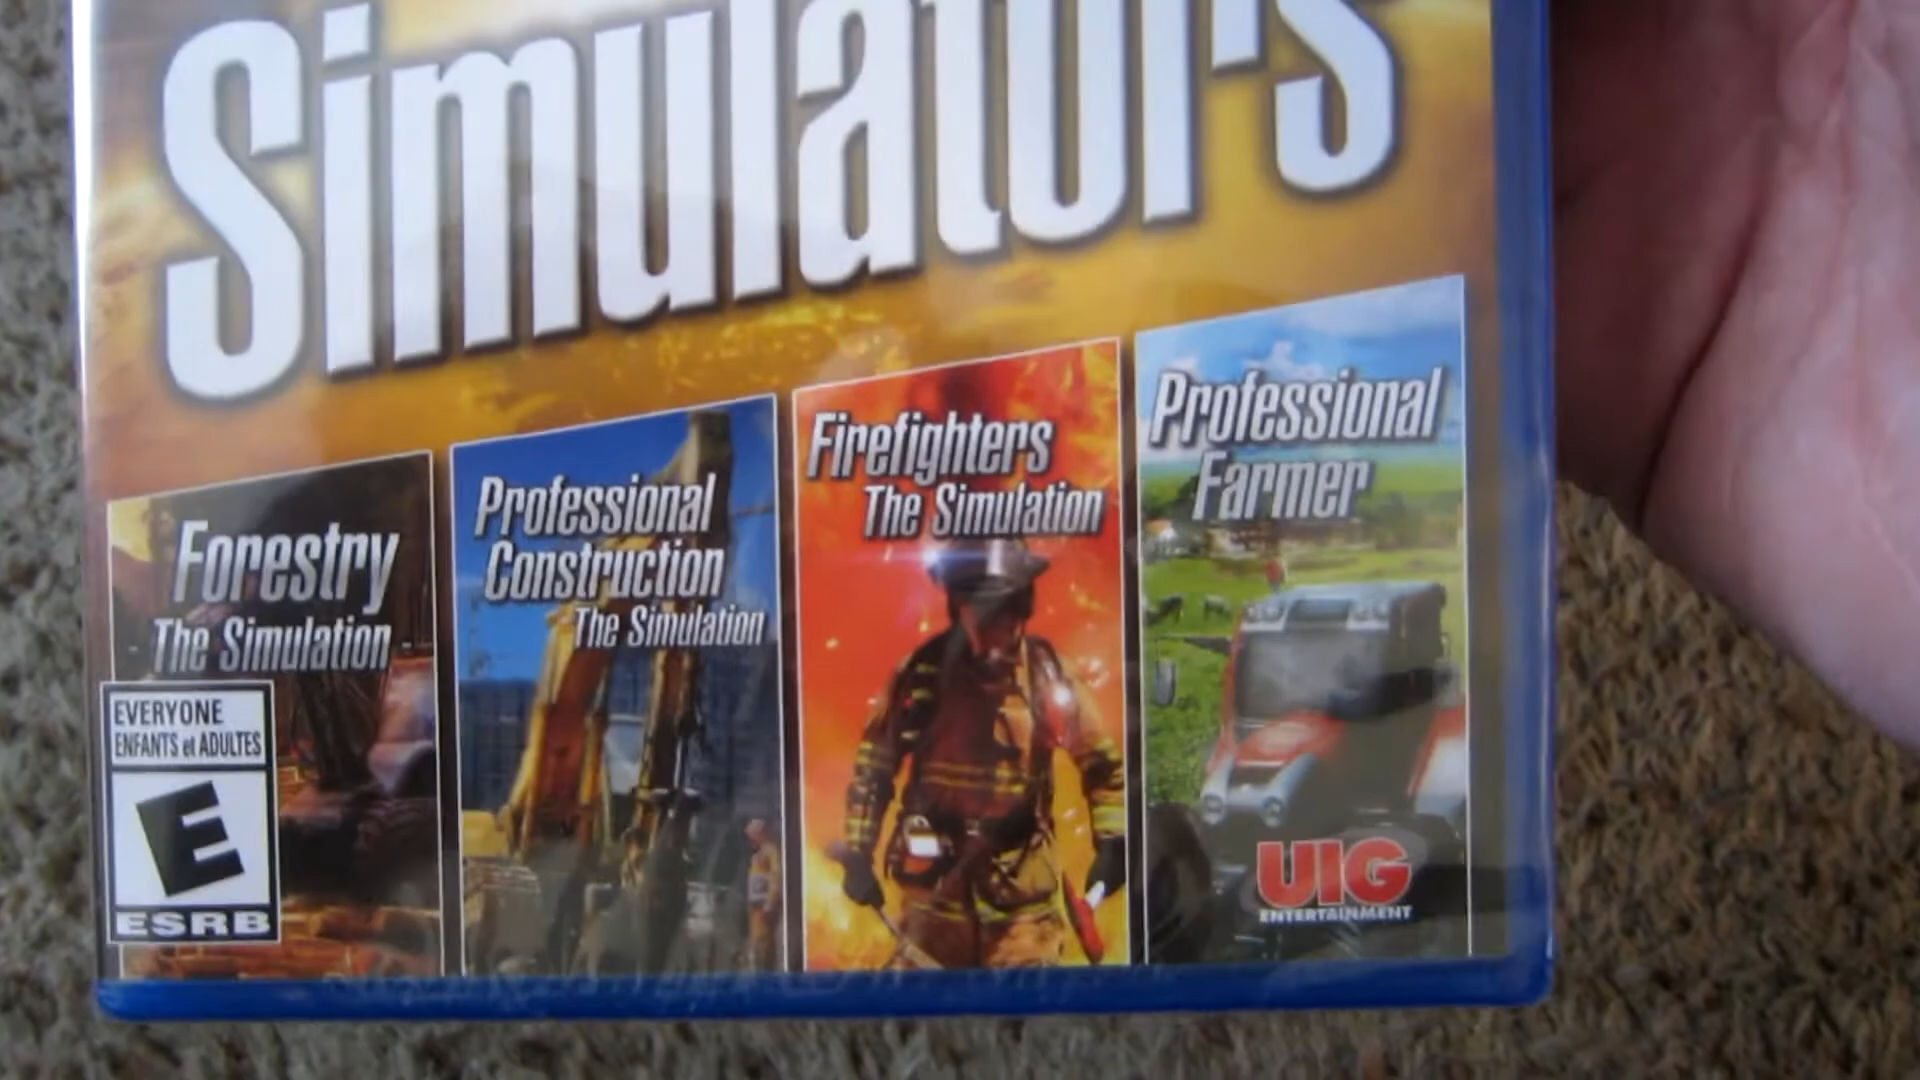 Simulators
Forestry
The Simulation
Professional
Construction
The Simulation
Firefighters
The Simulation
Professional
Farmer
EVERYONE
ENFANTS et ADULTES
E
ESRB
UIG
ENTERTAINMENT